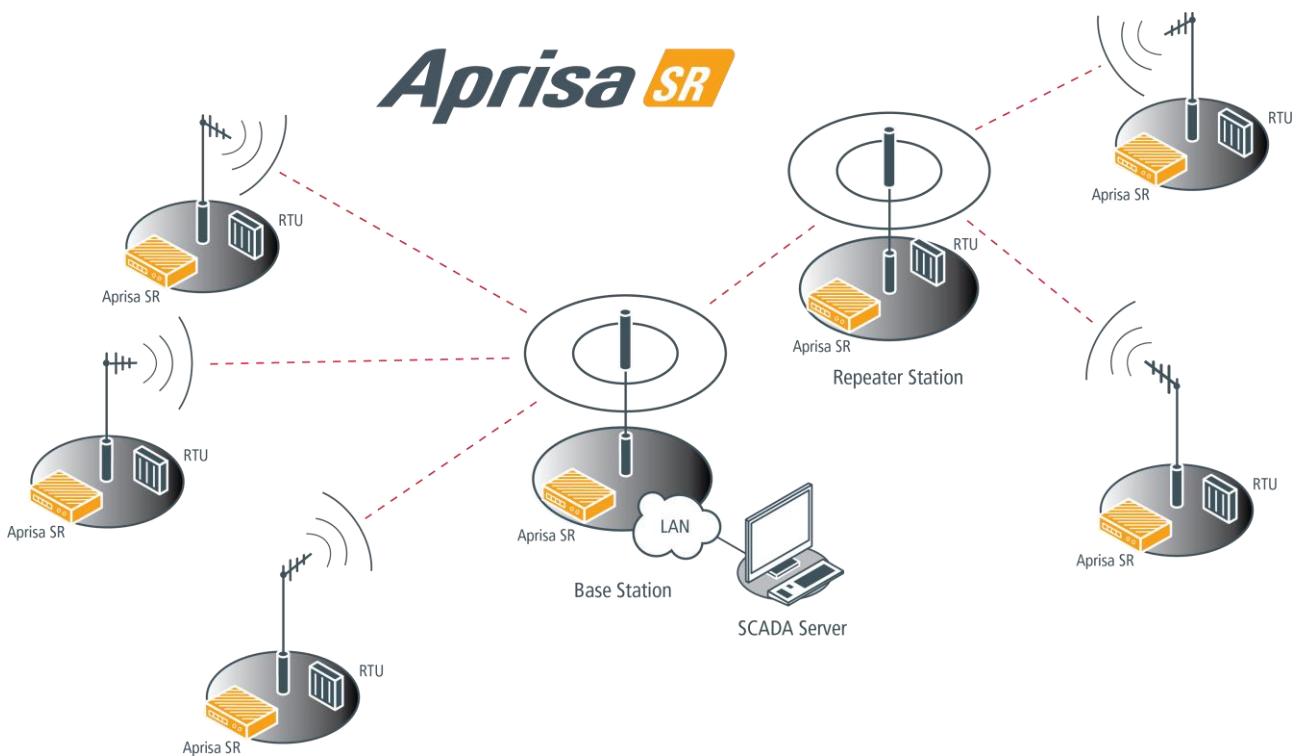 Aprisa SR
RTU
Aprisa SR
RTU
Aprisa SR
RTU
Aprisa SR
Repeater Station
RTU
Aprisa SR
RTU
Aprisa SR
LAN
Aprisa SR
Base Station
SCADA Server
RTU
Aprisa SR
RTU
Aprisa SR